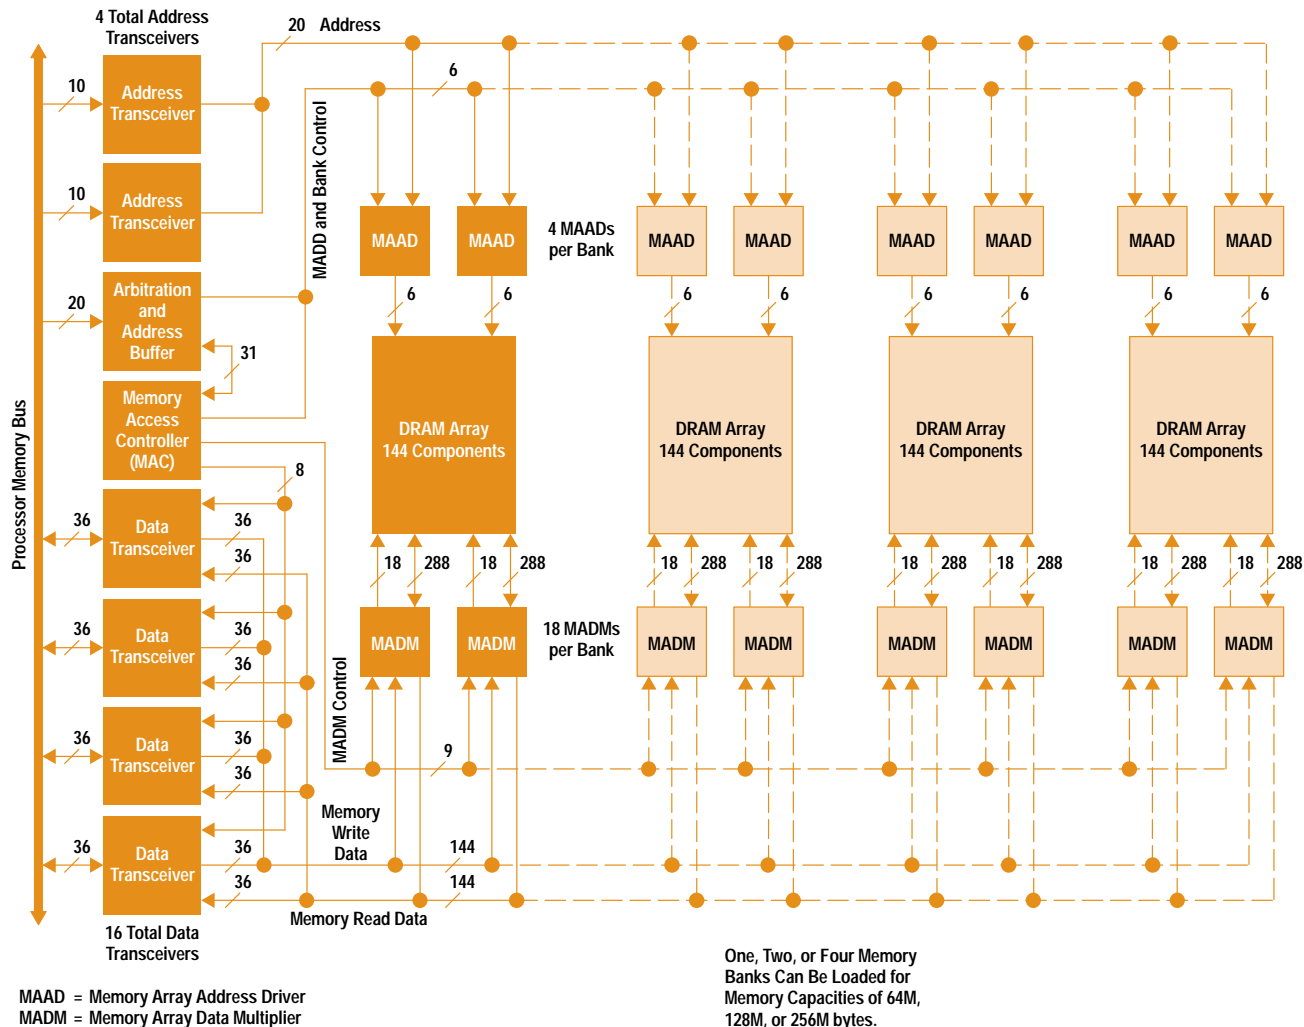 4 Total Address
Transceivers
20 Address
6
MADD and Bank Control
Processor Memory Bus
10
Address
Transceiver
10
Address
Transceiver
20
Arbitration
and
Address
Buffer
31
Memory
Access
Controller
(MAC)
8
MAAD
MAAD
4 MAADs
per Bank
MAAD
MAAD
MAAD
MAAD
MAAD
MAAD
6
6
6
6
6
6
6
6
DRAM Array
144 Components
DRAM Array
144 Components
DRAM Array
144 Components
DRAM Array
144 Components
18
288
18
288
18
288
18
288
18
288
18
288
18
288
18
288
MADM
MADM
18 MADMs
per Bank
MADM
MADM
MADM
MADM
MADM
MADM
36
Data
Transceiver
36
36
36
Data
Transceiver
36
36
36
Data
Transceiver
36
36
36
Data
Transceiver
36
36
MADM Control
9
Memory
Write
Data
144
144
Memory Read Data
16 Total Data
Transceivers
MAAD = Memory Array Address Driver
MADM = Memory Array Data Multiplier
One, Two, or Four Memory
Banks Can Be Loaded for
Memory Capacities of 64M,
128M, or 256M bytes.